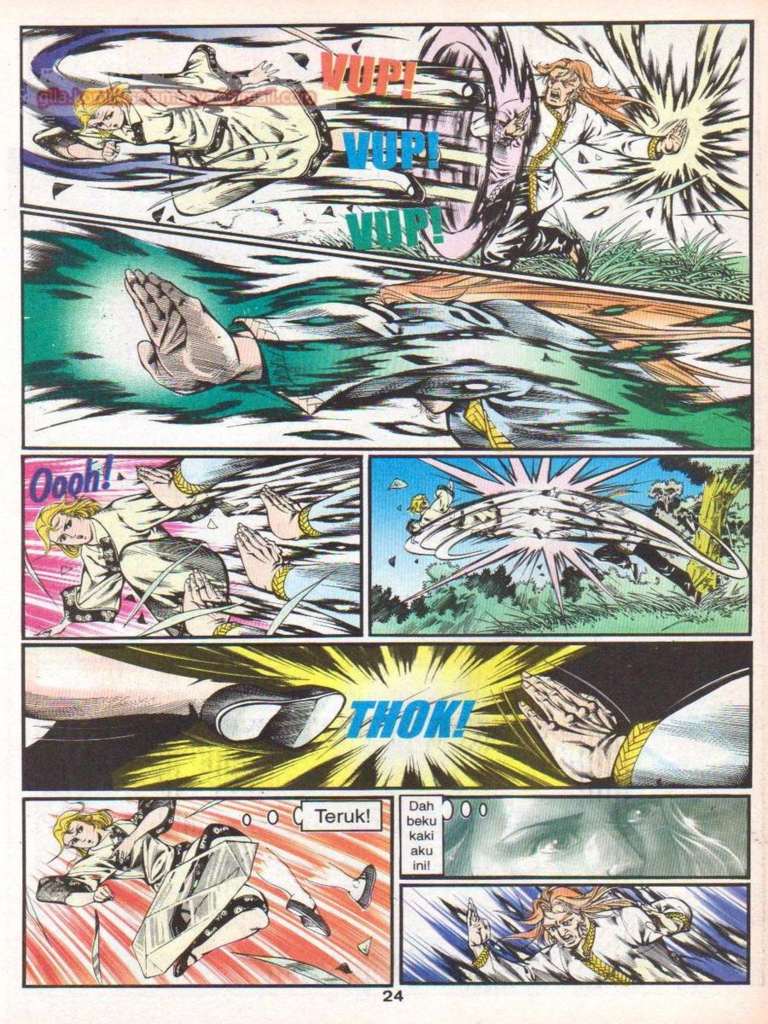 VUP!
VUP!
VUP!
Oooh!
THOK!
Teruk!
Dah
beku
kaki
aku
ini!
24